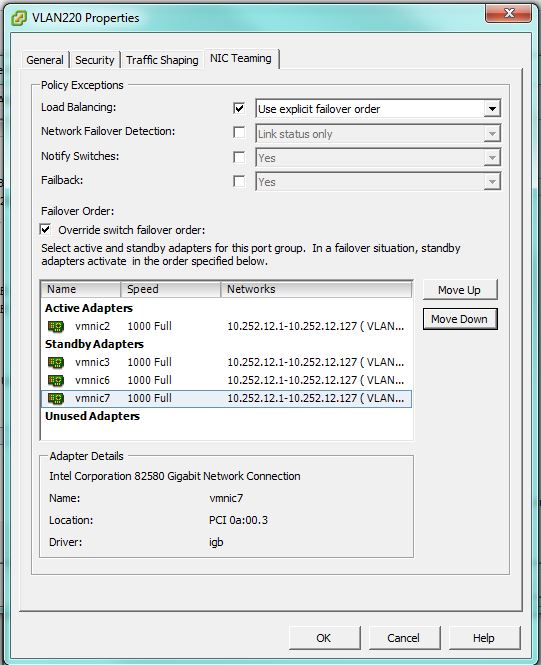 VLAN220 Properties
General Security Traffic Shaping NIC Teaming
Policy Exceptions
Load Balancing: Use explicit failover order
Network Failover Detection: Link status only
Notify Switches: Yes
Failback: Yes
Failover Order:
Override switch failover order:
Select active and standby adapters for this port group. In a failover situation, standby
adapters activate in the order specified below.
Name Speed Networks
Active Adapters
vmnic2 1000 Full 10.252.12.1-10.252.12.127 ( VLAN...
Standby Adapters
vmnic3 1000 Full 10.252.12.1-10.252.12.127 ( VLAN...
vmnic6 1000 Full 10.252.12.1-10.252.12.127 ( VLAN...
vmnic7 1000 Full 10.252.12.1-10.252.12.127 ( VLAN...
Unused Adapters
Move Up
Move Down
Adapter Details
Intel Corporation 82580 Gigabit Network Connection
Name: vmnic7
Location: PCI 0a:00.3
Driver: igb
OK Cancel Help